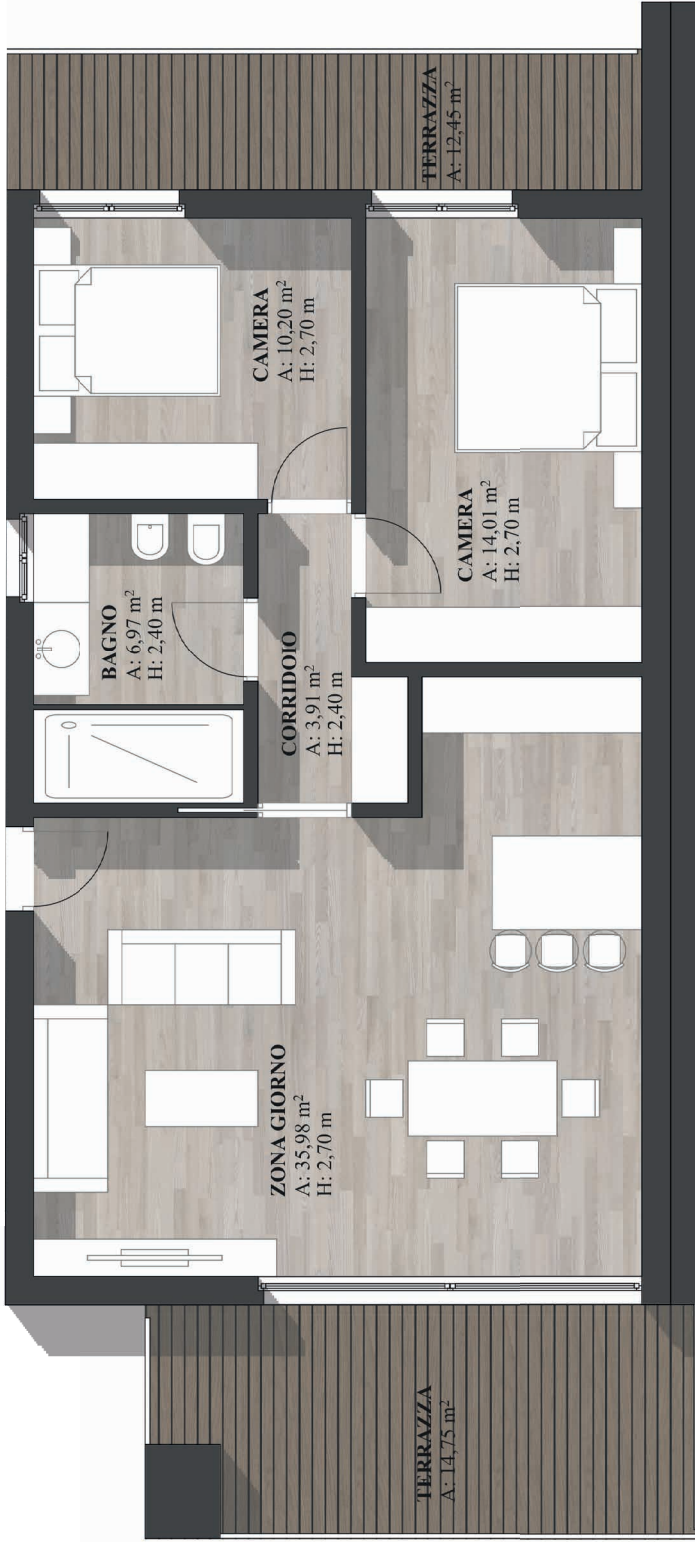 TERRAZZA
A: 12,45 m²
CAMERA
A: 10,20 m²
H: 2,70 m
CAMERA
A: 14,01 m²
H: 2,70 m
BAGNO
A: 6,97 m²
H: 2,40 m
CORRIDOIO
A: 3,91 m²
H: 2,40 m
ZONA GIORNO
A: 35,98 m²
H: 2,70 m
TERRAZZA
A: 14,75 m²